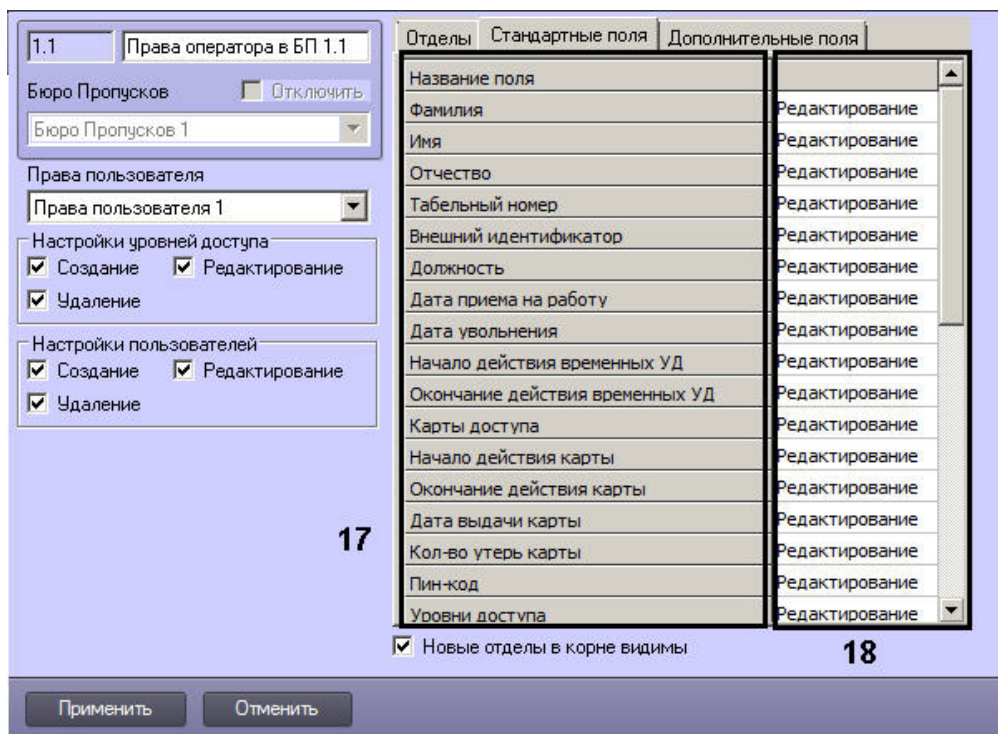 1.1 Права оператора в БП 1.1
Бюро Пропусков Отключить
Бюро Пропусков 1
Права пользователя
Права пользователя 1
Настройки уровней доступа
Создание Редактирование
Удаление
Настройки пользователей
Создание Редактирование
Удаление
17
Отделы Стандартные поля Дополнительные поля
Название поля
Фамилия Редактирование
Имя Редактирование
Отчество Редактирование
Табельный номер Редактирование
Внешний идентификатор Редактирование
Должность Редактирование
Дата приема на работу Редактирование
Дата увольнения Редактирование
Начало действия временных УД Редактирование
Окончание действия временных УД Редактирование
Карты доступа Редактирование
Начало действия карты Редактирование
Окончание действия карты Редактирование
Дата выдачи карты Редактирование
Кол-во утерь карты Редактирование
Пин-код Редактирование
Уровни доступа Редактирование
Новые отделы в корне видимы
18
Применить Отменить